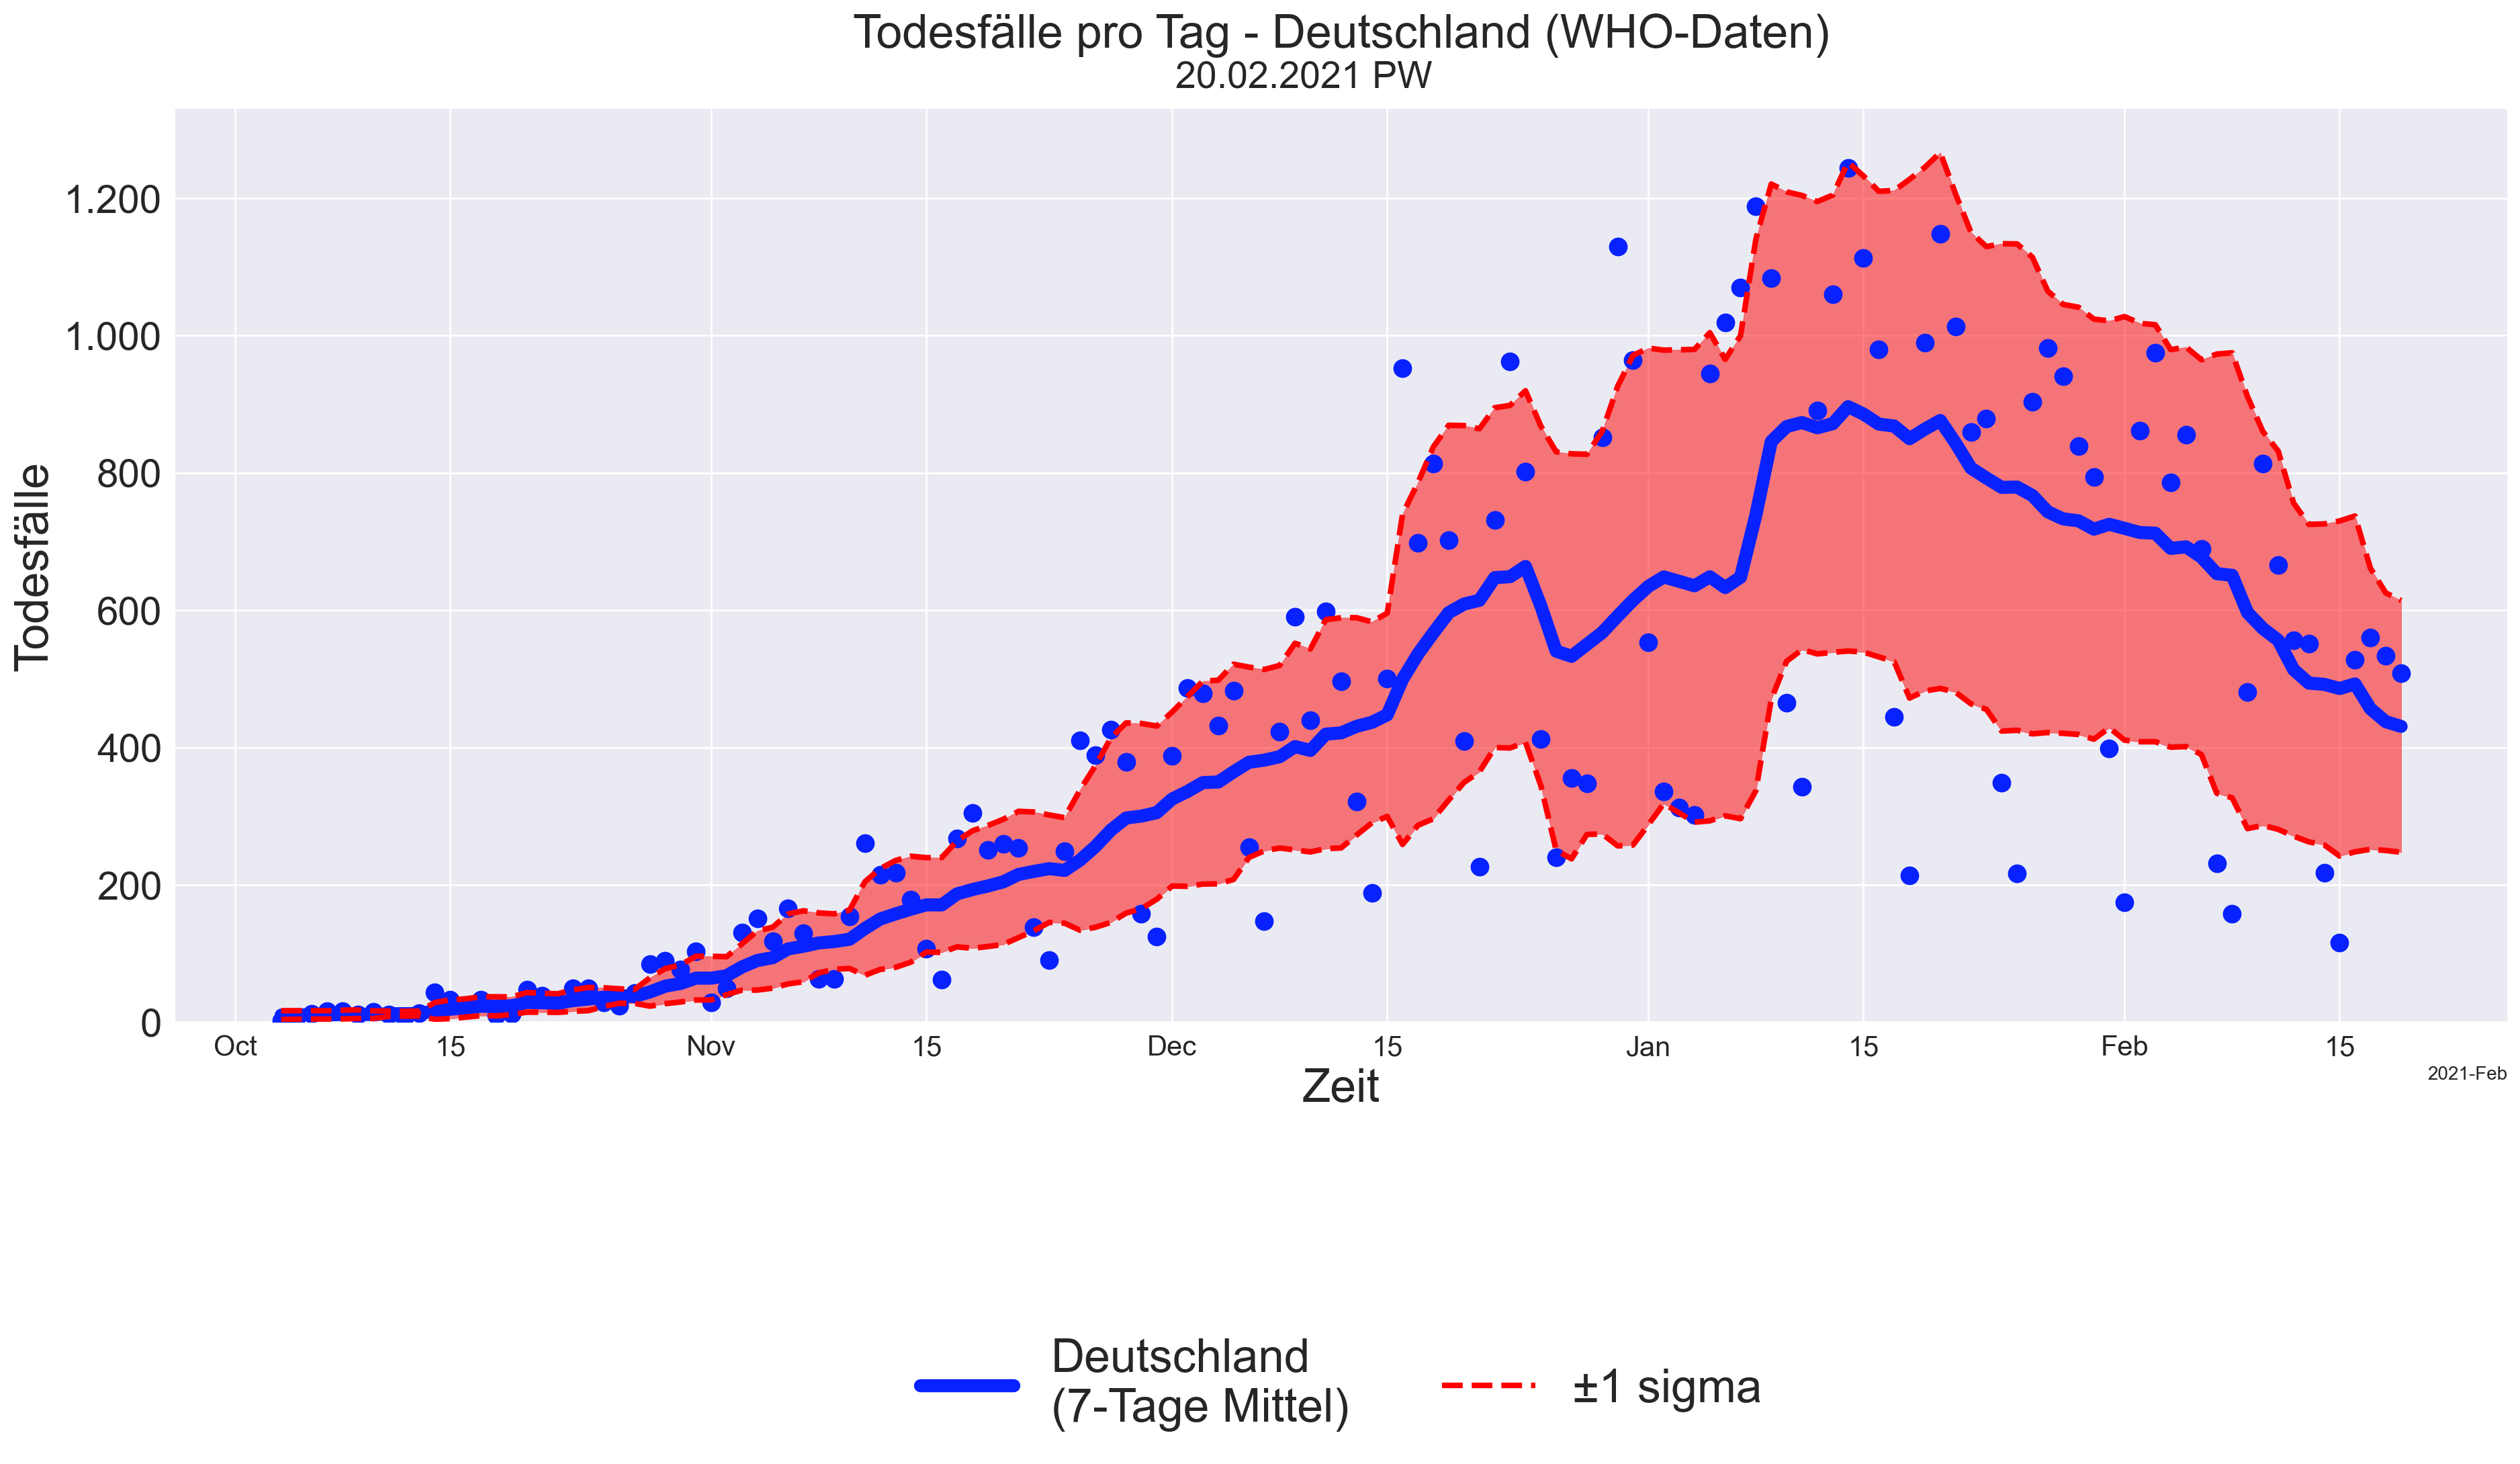 Todesfälle pro Tag - Deutschland (WHO-Daten)
20.02.2021 PW
Todesfälle
1.200
1.000
800
600
400
200
0
Oct 15 Nov 15 Dec 15 Jan 15 Feb 15
2021-Feb
Zeit
Deutschland
(7-Tage Mittel)
±1 sigma